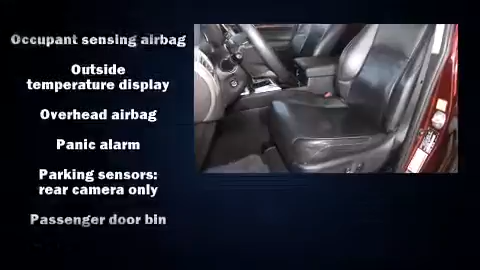 Occupant sensing airbag
Outside
temperature display
Overhead airbag
Panic alarm
Parking sensors:
rear camera only
Passenger door bin